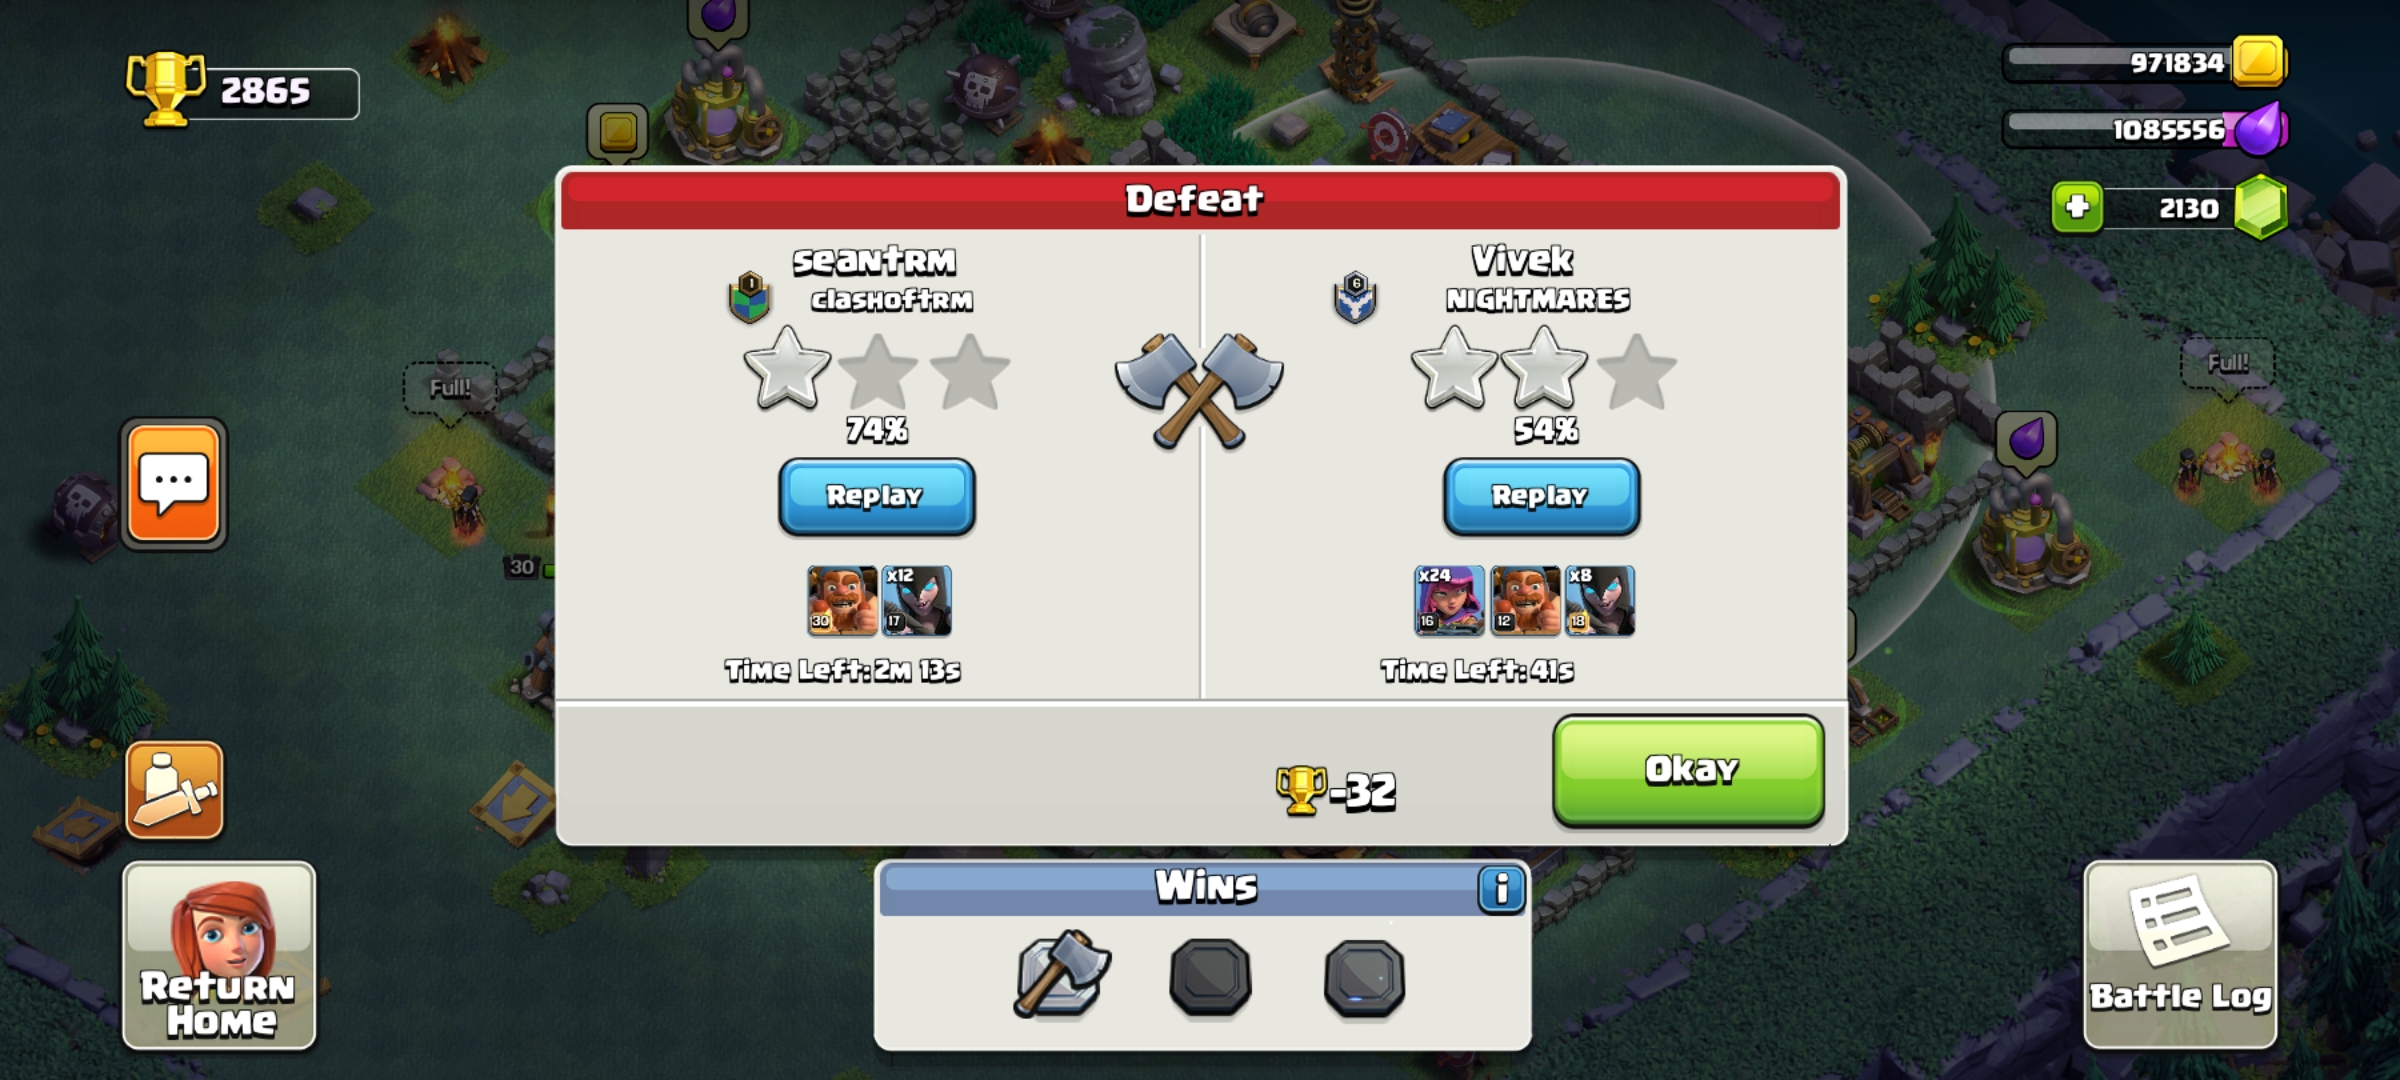 2865
971834
1085556
2130
Defeat
seantRM
clasHoftRM
1
74%
Replay
30
x12
17
Time Left: 2m 13s
Vivek
NIGHTMARES
6
54%
Replay
x24
16
12
x8
18
Time Left: 41s
Full!
Full!
30
-32
Okay
Wins
i
Return
Home
Battle Log